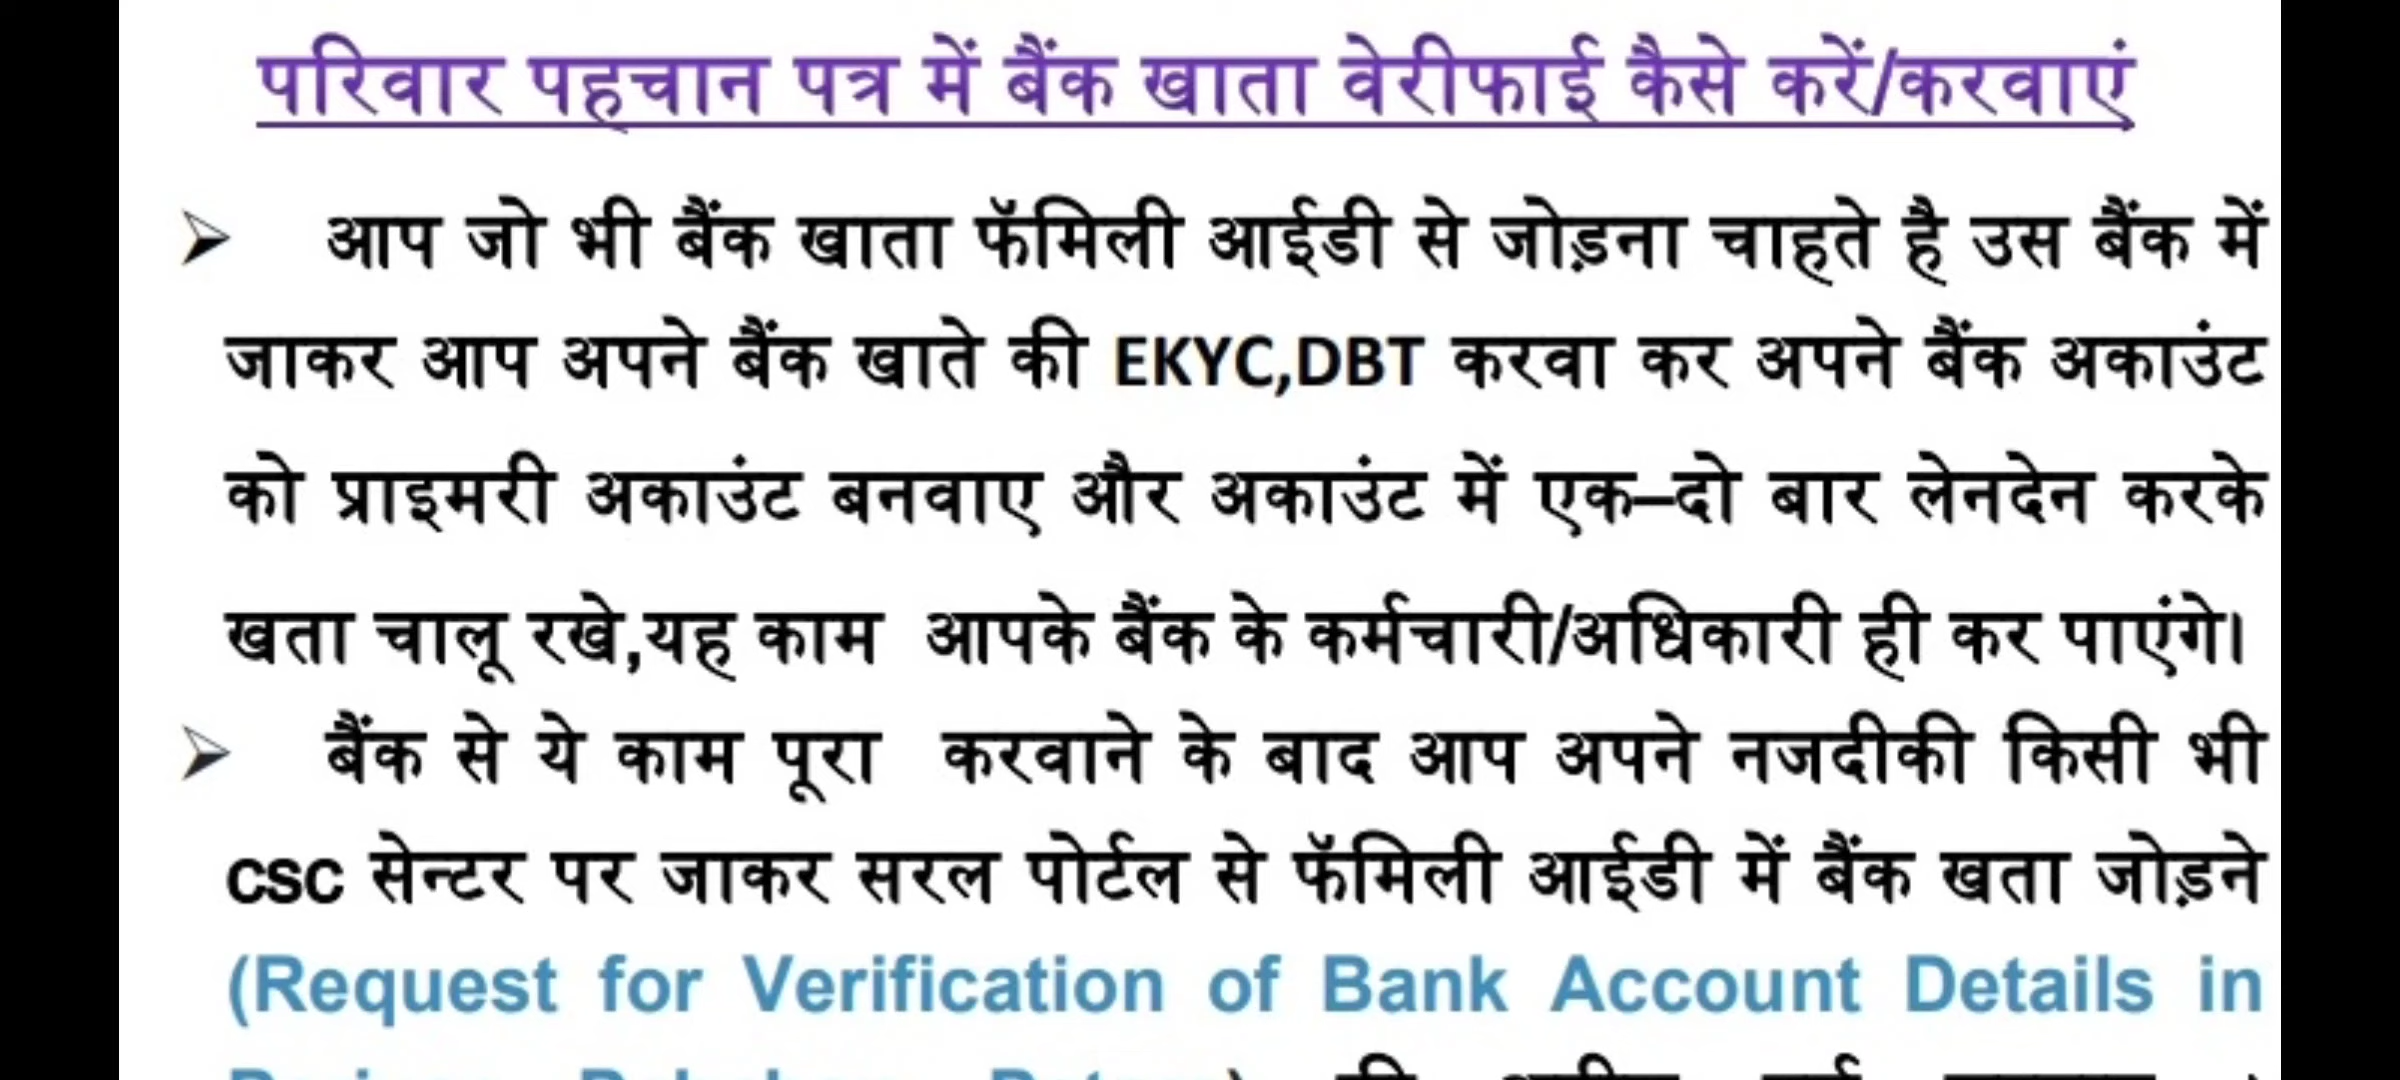 परिवार पहचान पत्र में बैंक खाता वेरीफाई कैसे करें/करवाएं
➢ आप जो भी बैंक खाता फॅमिली आईडी से जोड़ना चाहते है उस बैंक में
जाकर आप अपने बैंक खाते की EKYC,DBT करवा कर अपने बैंक अकाउंट
को प्राइमरी अकाउंट बनवाए और अकाउंट में एक–दो बार लेनदेन करके
खता चालू रखे,यह काम आपके बैंक के कर्मचारी/अधिकारी ही कर पाएंगे।
➢ बैंक से ये काम पूरा करवाने के बाद आप अपने नजदीकी किसी भी
CSC सेन्टर पर जाकर सरल पोर्टल से फॅमिली आईडी में बैंक खता जोड़ने
(Request for Verification of Bank Account Details in